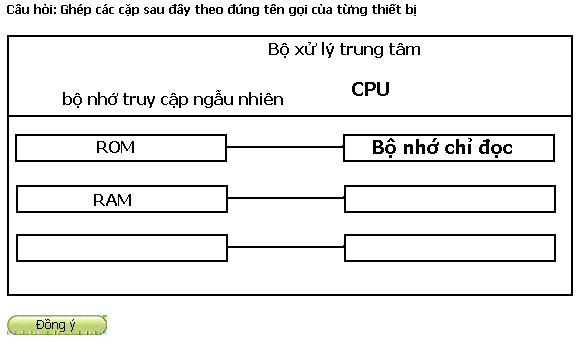 Câu hỏi: Ghép các cặp sau đây theo đúng tên gọi của từng thiết bị
Bộ xử lý trung tâm
CPU
bộ nhớ truy cập ngẫu nhiên
ROM
Bộ nhớ chỉ đọc
RAM
Đồng ý